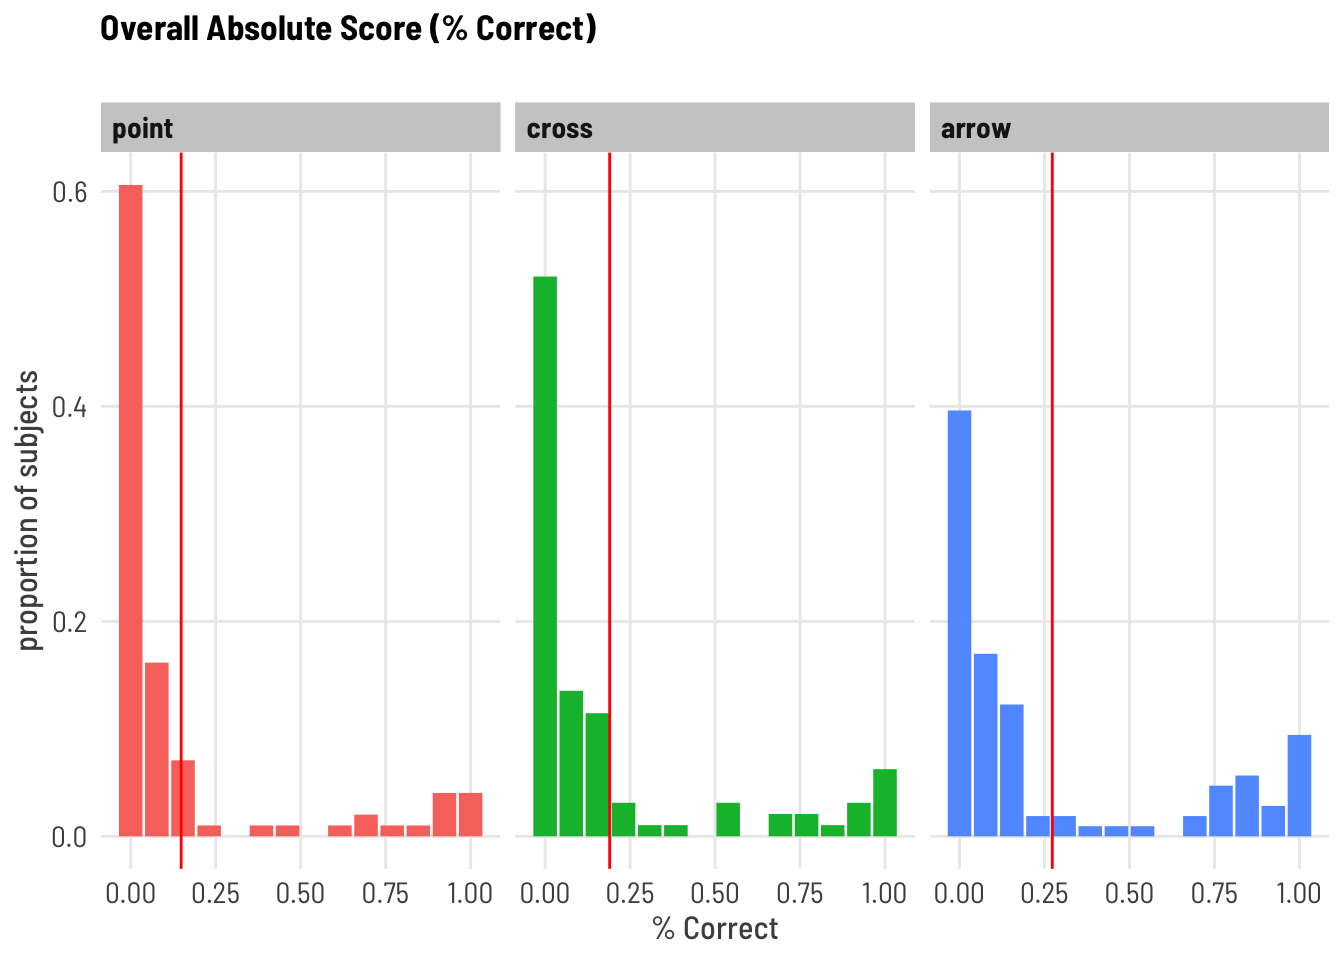 Overall Absolute Score (% Correct)
point
cross
arrow
proportion of subjects
0.6
0.4
0.2
0.0
0.00 0.25 0.50 0.75 1.00
0.00 0.25 0.50 0.75 1.00
0.00 0.25 0.50 0.75 1.00
% Correct